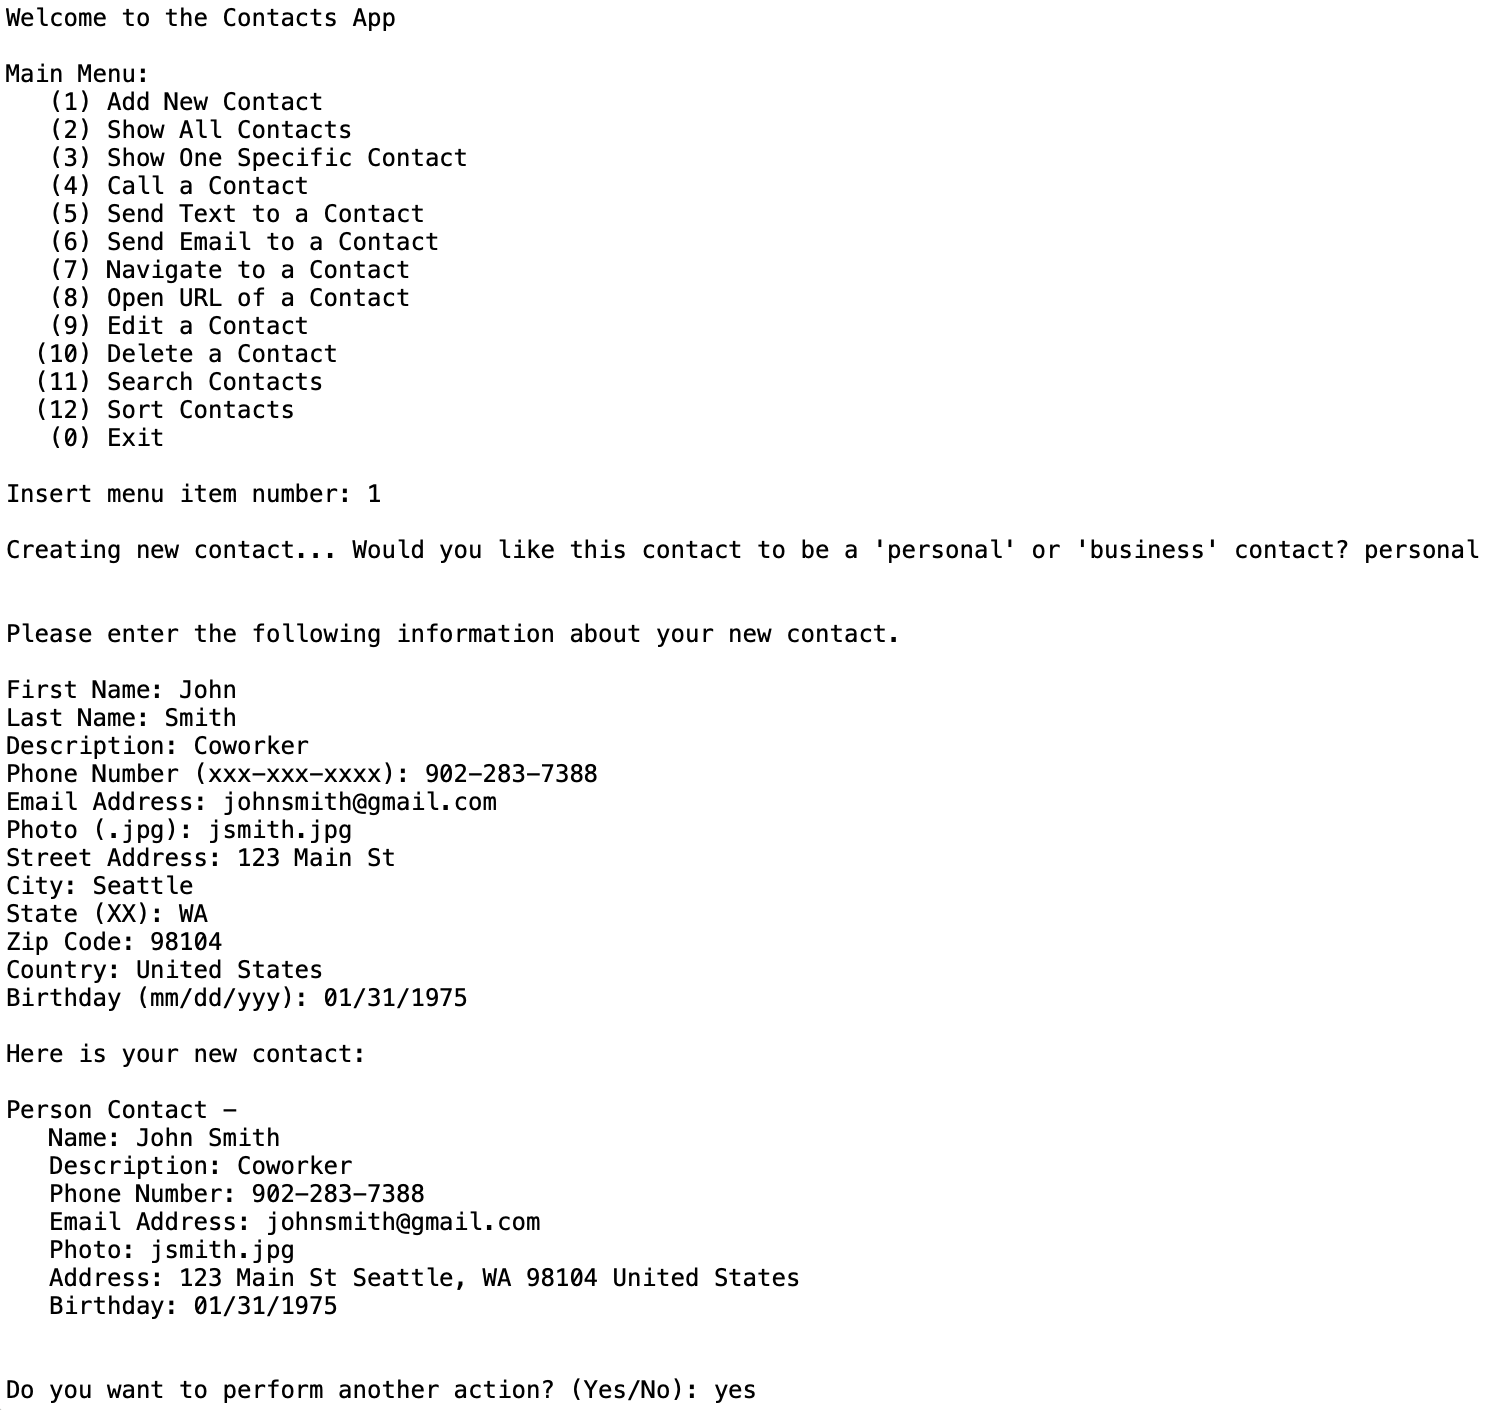 Welcome to the Contacts App
Main Menu:
(1) Add New Contact
(2) Show All Contacts
(3) Show One Specific Contact
(4) Call a Contact
(5) Send Text to a Contact
(6) Send Email to a Contact
(7) Navigate to a Contact
(8) Open URL of a Contact
(9) Edit a Contact
(10) Delete a Contact
(11) Search Contacts
(12) Sort Contacts
(0) Exit
Insert menu item number: 1
Creating new contact... Would you like this contact to be a 'personal' or 'business' contact? personal
Please enter the following information about your new contact.
First Name: John
Last Name: Smith
Description: Coworker
Phone Number (xxx-xxx-xxxx): 902-283-7388
Email Address: johnsmith@gmail.com
Photo (.jpg): jsmith.jpg
Street Address: 123 Main St
City: Seattle
State (XX): WA
Zip Code: 98104
Country: United States
Birthday (mm/dd/yyy): 01/31/1975
Here is your new contact:
Person Contact -
Name: John Smith
Description: Coworker
Phone Number: 902-283-7388
Email Address: johnsmith@gmail.com
Photo: jsmith.jpg
Address: 123 Main St Seattle, WA 98104 United States
Birthday: 01/31/1975
Do you want to perform another action? (Yes/No): yes